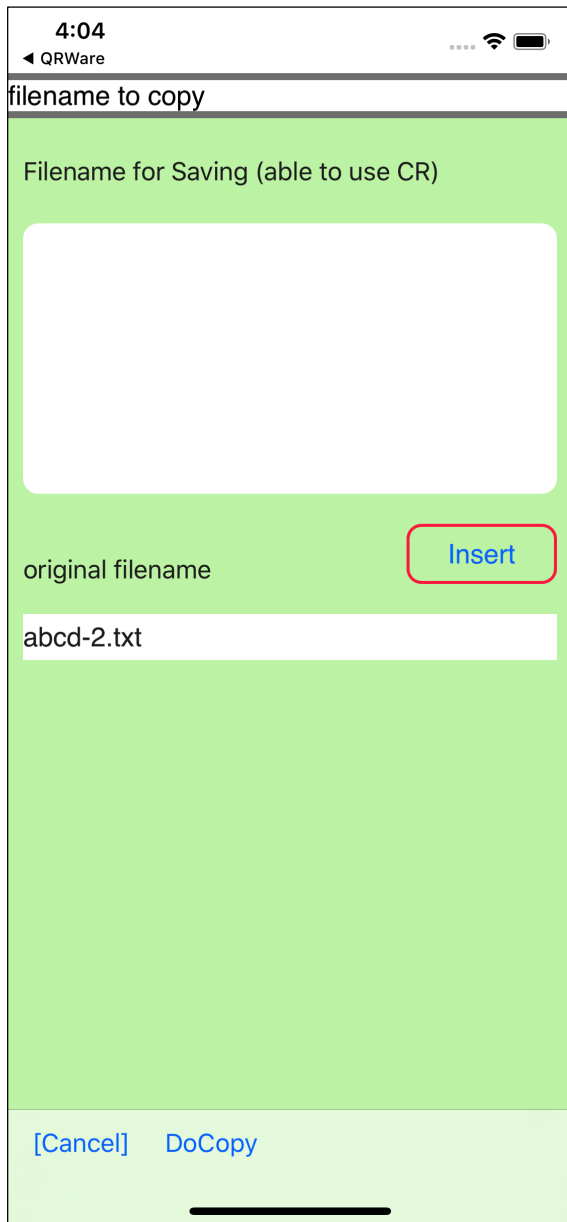 4:04
◀ QRWare
filename to copy
Filename for Saving (able to use CR)
Insert
original filename
abcd-2.txt
[Cancel] DoCopy